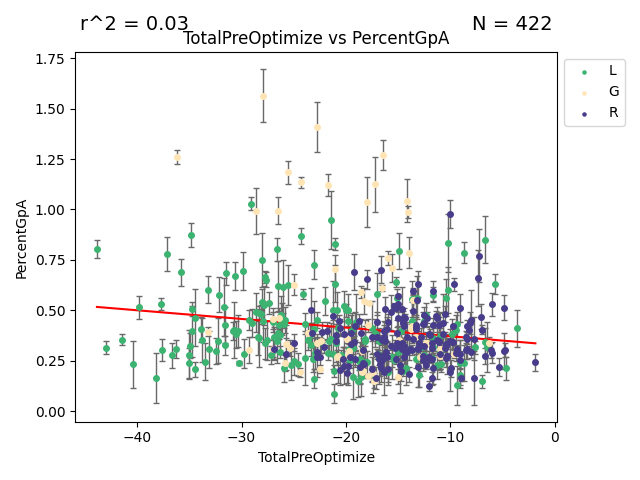 r^2 = 0.03
N = 422
TotalPreOptimize vs PercentGpA
L
G
R
1.75
1.50
1.25
1.00
0.75
0.50
0.25
0.00
PercentGpA
−40
−30
−20
−10
0
TotalPreOptimize